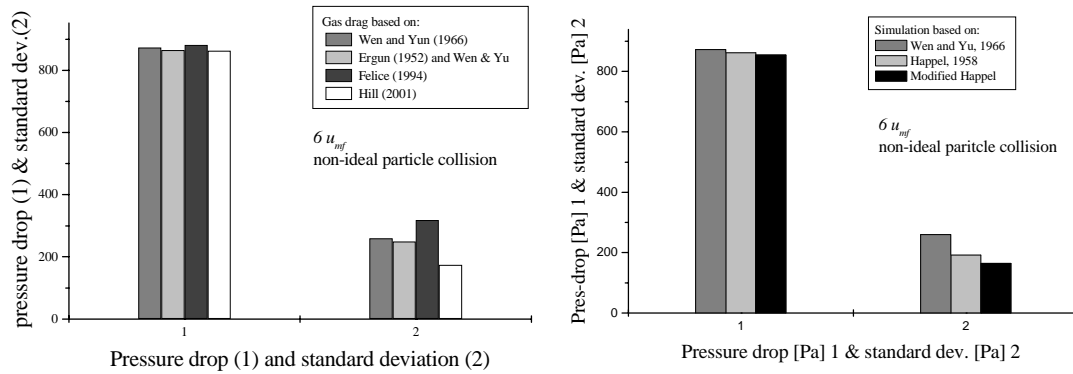 Gas drag based on:
Wen and Yun (1966)
Ergun (1952) and Wen & Yu
Felice (1994)
Hill (2001)
6 u_mf
non-ideal particle collision
800
600
400
200
0
1
2
pressure drop (1) & standard dev.(2)
Pressure drop (1) and standard deviation (2)
Simulation based on:
Wen and Yu, 1966
Happel, 1958
Modified Happel
6 u_mf
non-ideal paritcle collision
800
600
400
200
0
1
2
Pres-drop [Pa] 1 & standard dev. [Pa] 2
Pressure drop [Pa] 1 & standard dev. [Pa] 2